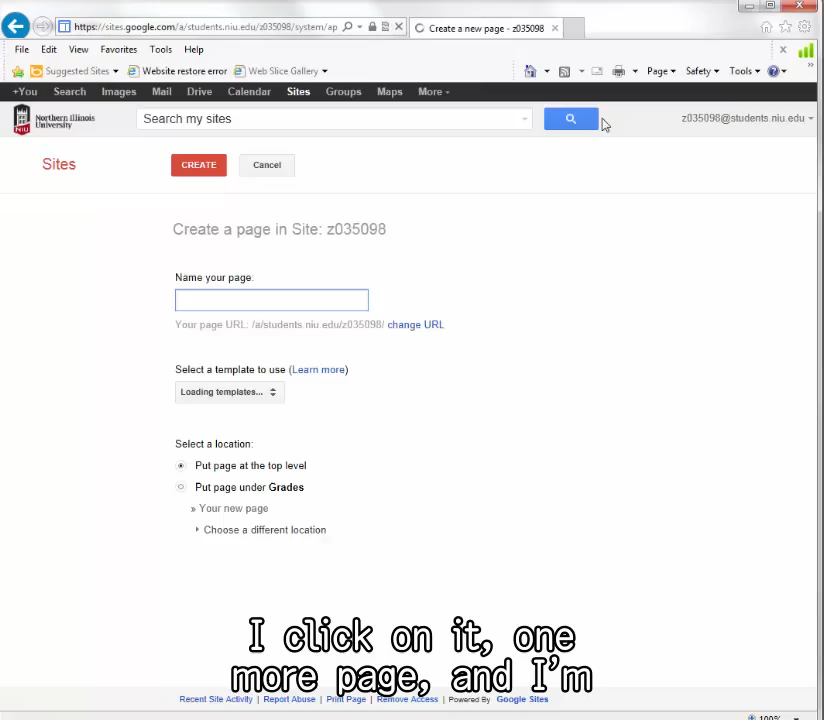 https://sites.google.com/a/students.niu.edu/z035098/system/ap
Create a new page - z035098
File Edit View Favorites Tools Help
Suggested Sites Website restore error Web Slice Gallery Page Safety Tools
+You Search Images Mail Drive Calendar Sites Groups Maps More
NIU Northern Illinois University
Search my sites
z035098@students.niu.edu
Sites CREATE Cancel
Create a page in Site: z035098
Name your page:
Your page URL: /a/students.niu.edu/z035098/ change URL
Select a template to use (Learn more)
Loading templates...
Select a location:
Put page at the top level
Put page under Grades
» Your new page
Choose a different location
I click on it, one
more page, and I'm
Recent Site Activity | Report Abuse | Print Page | Remove Access | Powered By Google Sites
100%